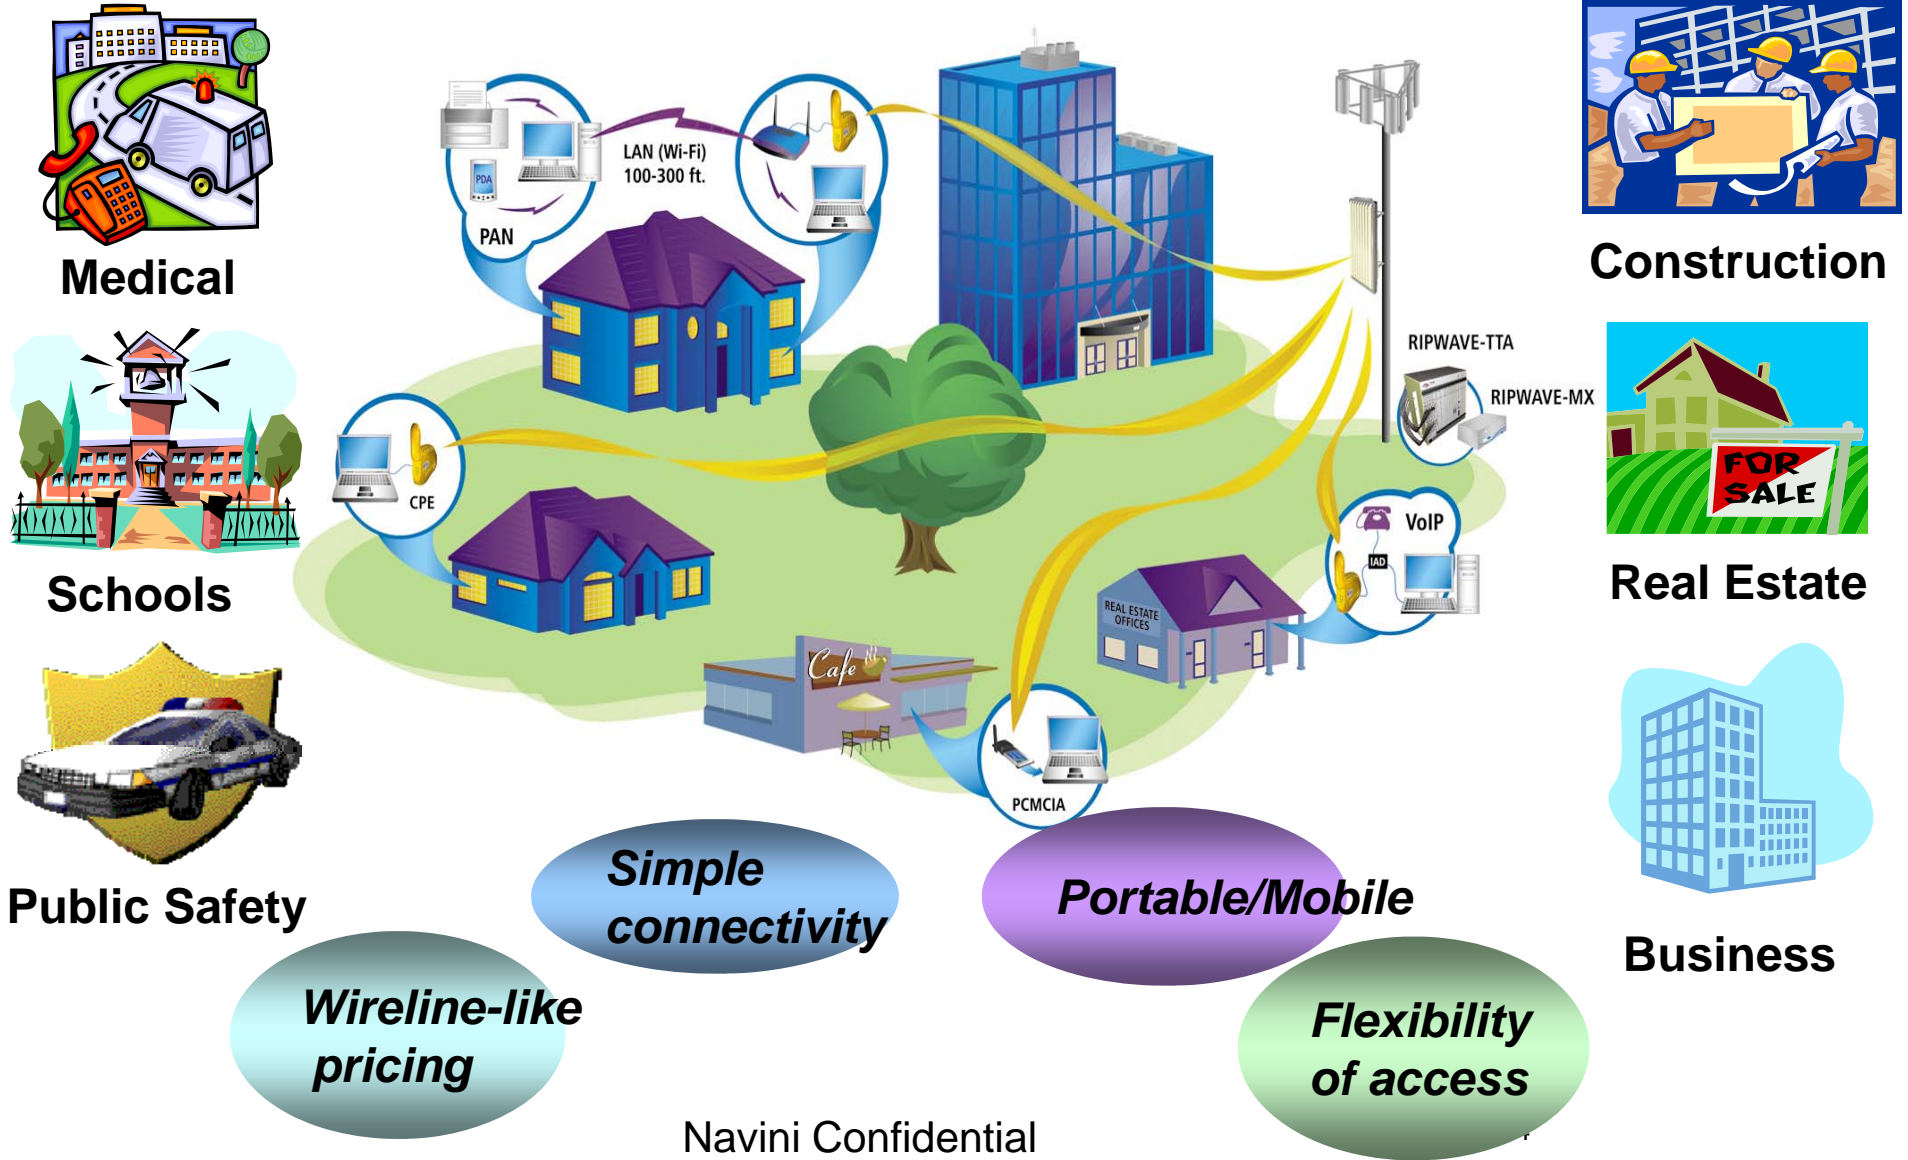 Medical
Schools
Public Safety
LAN (Wi-Fi)
100-300 ft.
PDA
PAN
CPE
RIPWAVE-TTA
RIPWAVE-MX
VoIP
IAD
REAL ESTATE
OFFICES
Cafe
PCMCIA
Construction
FOR
SALE
Real Estate
Business
Simple
connectivity
Portable/Mobile
Wireline-like
pricing
Flexibility
of access
Navini Confidential